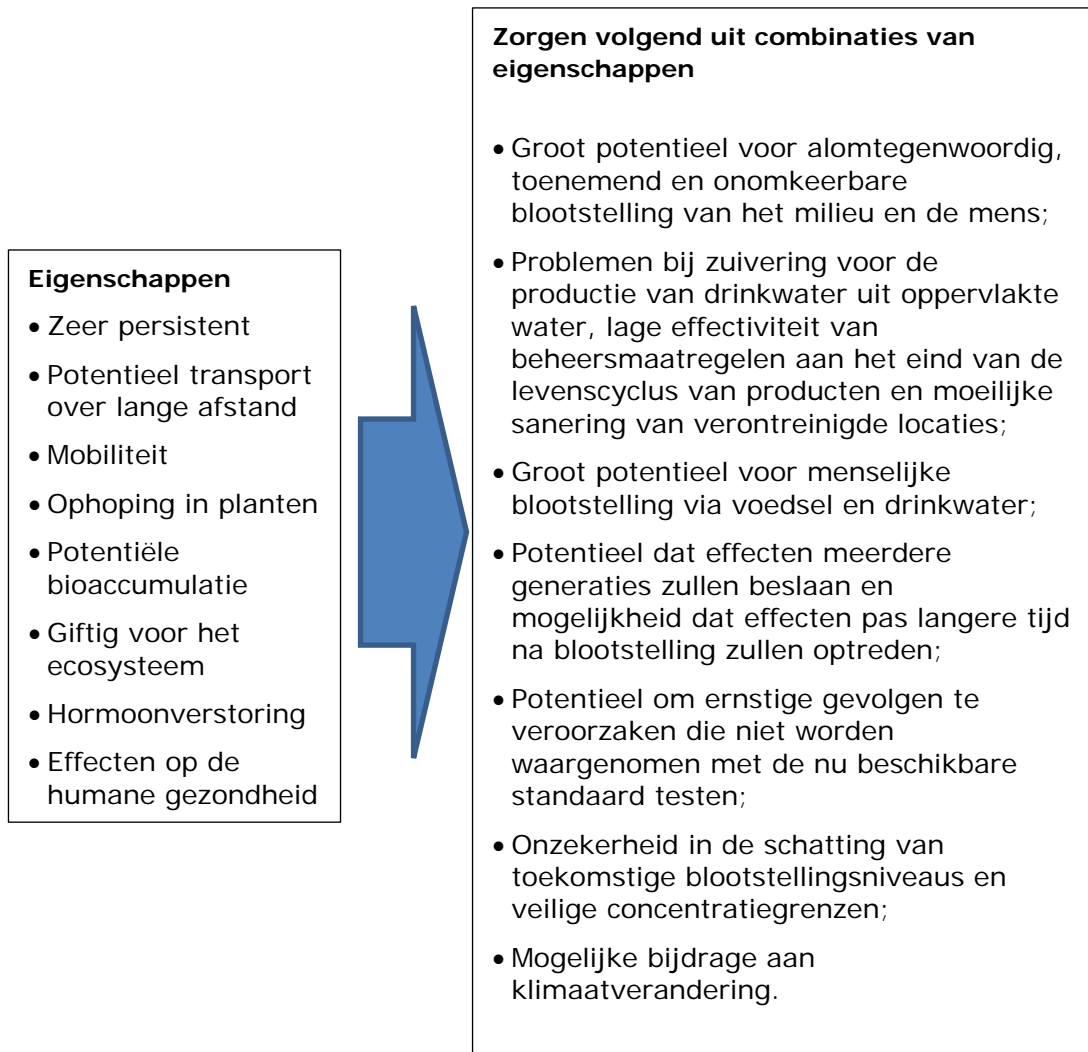 Eigenschappen
• Zeer persistent
• Potentieel transport
over lange afstand
• Mobiliteit
• Ophoping in planten
• Potentiële
bioaccumulatie
• Giftig voor het
ecosysteem
• Hormoonverstoring
• Effecten op de
humane gezondheid
Zorgen volgend uit combinaties van
eigenschappen
• Groot potentieel voor alomtegenwoordig,
toenemend en onomkeerbare
blootstelling van het milieu en de mens;
• Problemen bij zuivering voor de
productie van drinkwater uit oppervlakte
water, lage effectiviteit van
beheersmaatregelen aan het eind van de
levenscyclus van producten en moeilijke
sanering van verontreinigde locaties;
• Groot potentieel voor menselijke
blootstelling via voedsel en drinkwater;
• Potentieel dat effecten meerdere
generaties zullen beslaan en
mogelijkheid dat effecten pas langere tijd
na blootstelling zullen optreden;
• Potentieel om ernstige gevolgen te
veroorzaken die niet worden
waargenomen met de nu beschikbare
standaard testen;
• Onzekerheid in de schatting van
toekomstige blootstellingsniveaus en
veilige concentratiegrenzen;
• Mogelijke bijdrage aan
klimaatverandering.